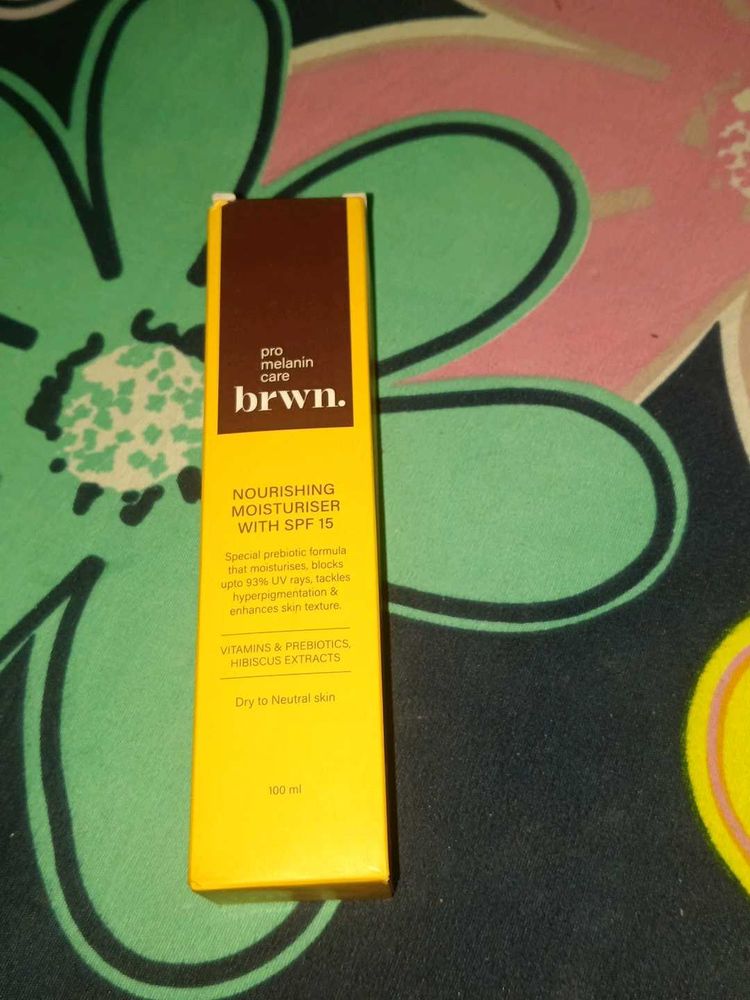 pro
melanin
care
brwn.
NOURISHING
MOISTURISER
WITH SPF 15
Special prebiotic formula
that moisturises, blocks
upto 93% UV rays, tackles
hyperpigmentation &
enhances skin texture.
VITAMINS & PREBIOTICS,
HIBISCUS EXTRACTS
Dry to Neutral skin
100 ml